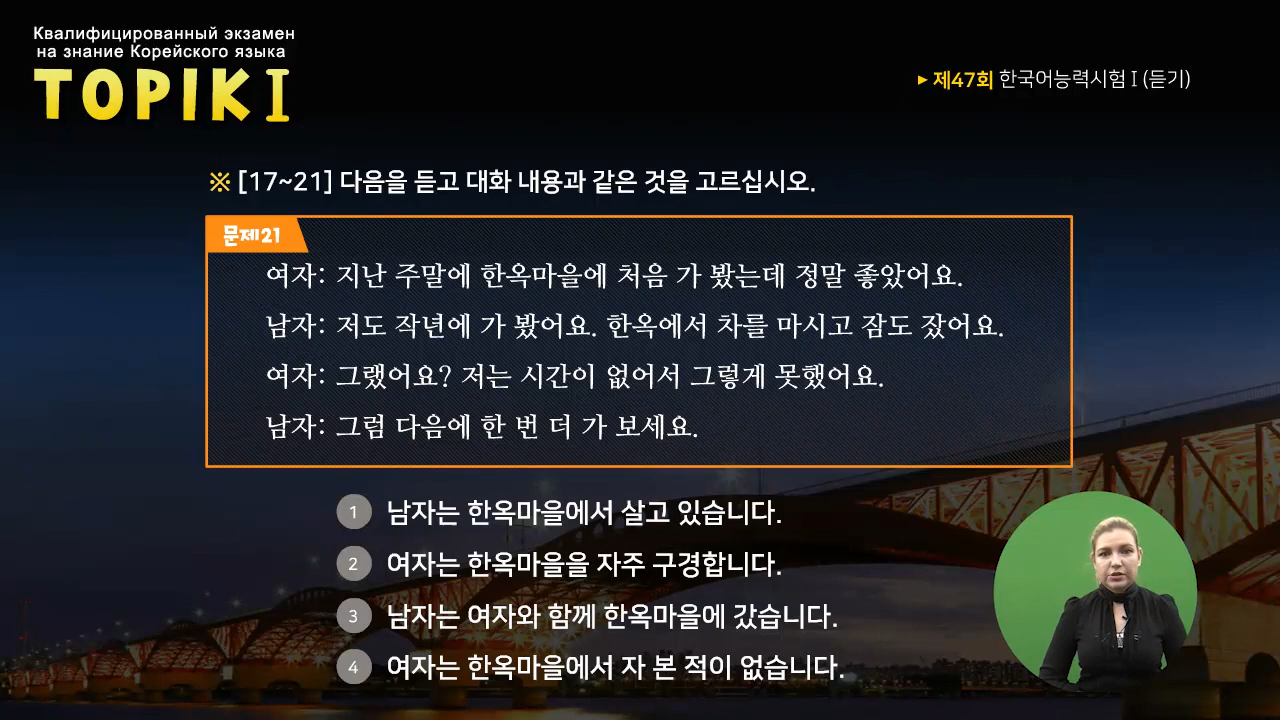 Квалифицированный экзамен
на знание Корейского языка
TOPIK I
▶ 제47회 한국어능력시험 I (듣기)
※ [17~21] 다음을 듣고 대화 내용과 같은 것을 고르십시오.
문제21
여자: 지난 주말에 한옥마을에 처음 가 봤는데 정말 좋았어요.
남자: 저도 작년에 가 봤어요. 한옥에서 차를 마시고 잠도 잤어요.
여자: 그랬어요? 저는 시간이 없어서 그렇게 못했어요.
남자: 그럼 다음에 한 번 더 가 보세요.
1 남자는 한옥마을에서 살고 있습니다.
2 여자는 한옥마을을 자주 구경합니다.
3 남자는 여자와 함께 한옥마을에 갔습니다.
4 여자는 한옥마을에서 자 본 적이 없습니다.